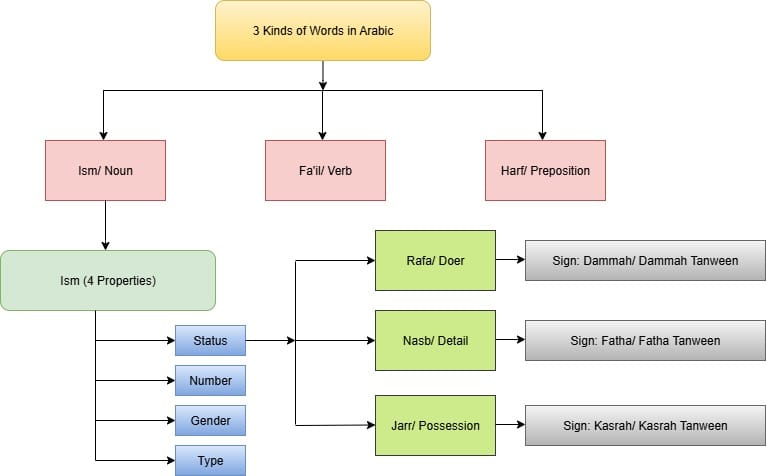 3 Kinds of Words in Arabic
Ism/ Noun
Fa'il/ Verb
Harf/ Preposition
Ism (4 Properties)
Status
Number
Gender
Type
Rafa/ Doer
Sign: Dammah/ Dammah Tanween
Nasb/ Detail
Sign: Fatha/ Fatha Tanween
Jarr/ Possession
Sign: Kasrah/ Kasrah Tanween